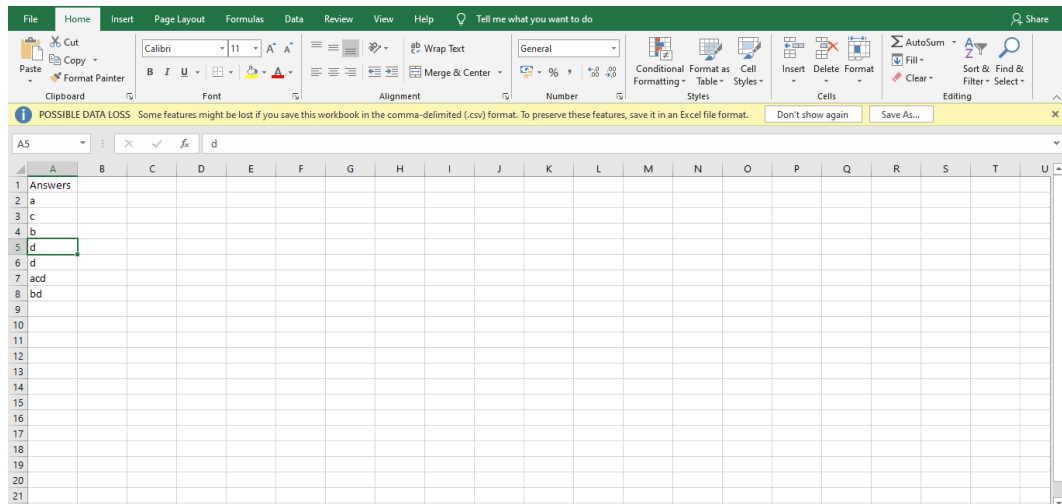 File Home Insert Page Layout Formulas Data Review View Help Tell me what you want to do Share
Cut
Copy
Format Painter
Paste
Clipboard
Calibri 11 A A
B I U A
Font
Wrap Text
Merge & Center
Alignment
General
% , .0 .00 .00 .0
Number
Conditional Formatting
Format as Table
Cell Styles
Styles
Insert Delete Format
Cells
AutoSum
Fill
Clear
Sort & Filter
Find & Select
Editing
POSSIBLE DATA LOSS Some features might be lost if you save this workbook in the comma-delimited (.csv) format. To preserve these features, save it in an Excel file format. Don't show again Save As...
A5 fx d
A B C D E F G H I J K L M N O P Q R S T U
1 Answers
2 a
3 c
4 b
5 d
6 d
7 acd
8 bd
9
10
11
12
13
14
15
16
17
18
19
20
21